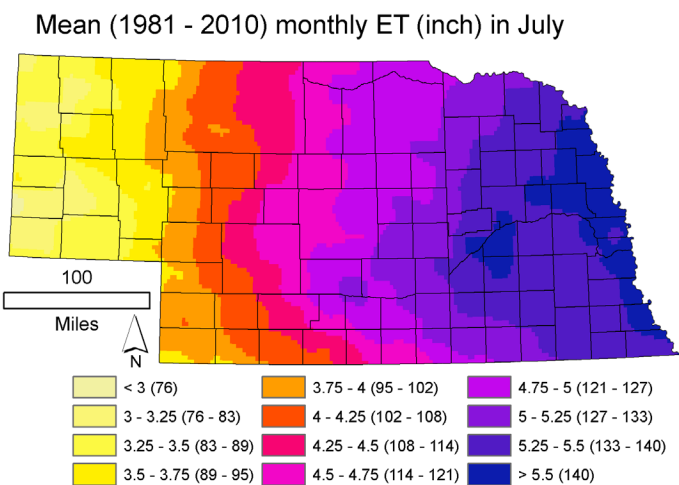 Mean (1981 - 2010) monthly ET (inch) in July
100
Miles
N
< 3 (76)
3.75 - 4 (95 - 102)
4.75 - 5 (121 - 127)
3 - 3.25 (76 - 83)
4 - 4.25 (102 - 108)
5 - 5.25 (127 - 133)
3.25 - 3.5 (83 - 89)
4.25 - 4.5 (108 - 114)
5.25 - 5.5 (133 - 140)
3.5 - 3.75 (89 - 95)
4.5 - 4.75 (114 - 121)
> 5.5 (140)